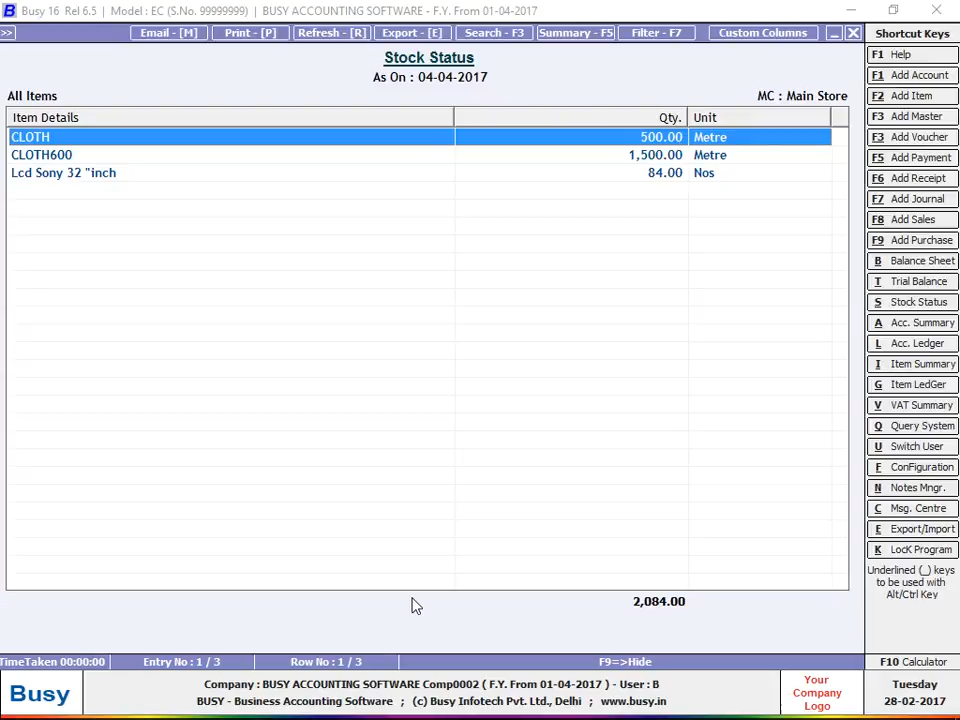 Busy 16 Rel 6.5 | Model : EC (S.No. 99999999) | BUSY ACCOUNTING SOFTWARE - F.Y. From 01-04-2017
>> Email - [M] Print - [P] Refresh - [R] Export - [E] Search - F3 Summary - F5 Filter - F7 Custom Columns
Stock Status
As On : 04-04-2017
All Items MC : Main Store
Item Details Qty. Unit
CLOTH 500.00 Metre
CLOTH600 1,500.00 Metre
Lcd Sony 32 "inch 84.00 Nos
2,084.00
TimeTaken 00:00:00 Entry No : 1 / 3 Row No : 1 / 3 F9=>Hide
Shortcut Keys
F1 Help
F1 Add Account
F2 Add Item
F3 Add Master
F3 Add Voucher
F5 Add Payment
F6 Add Receipt
F7 Add Journal
F8 Add Sales
F9 Add Purchase
B Balance Sheet
T Trial Balance
S Stock Status
A Acc. Summary
L Acc. Ledger
I Item Summary
G Item LedGer
V VAT Summary
Q Query System
U Switch User
F ConFiguration
N Notes Mngr.
C Msg. Centre
E Export/Import
K LocK Program
Underlined (_) keys
to be used with
Alt/Ctrl Key
F10 Calculator
Busy
Company : BUSY ACCOUNTING SOFTWARE Comp0002 ( F.Y. From 01-04-2017 ) - User : B
BUSY - Business Accounting Software ; (c) Busy Infotech Pvt. Ltd., Delhi ; www.busy.in
Your
Company
Logo
Tuesday
28-02-2017